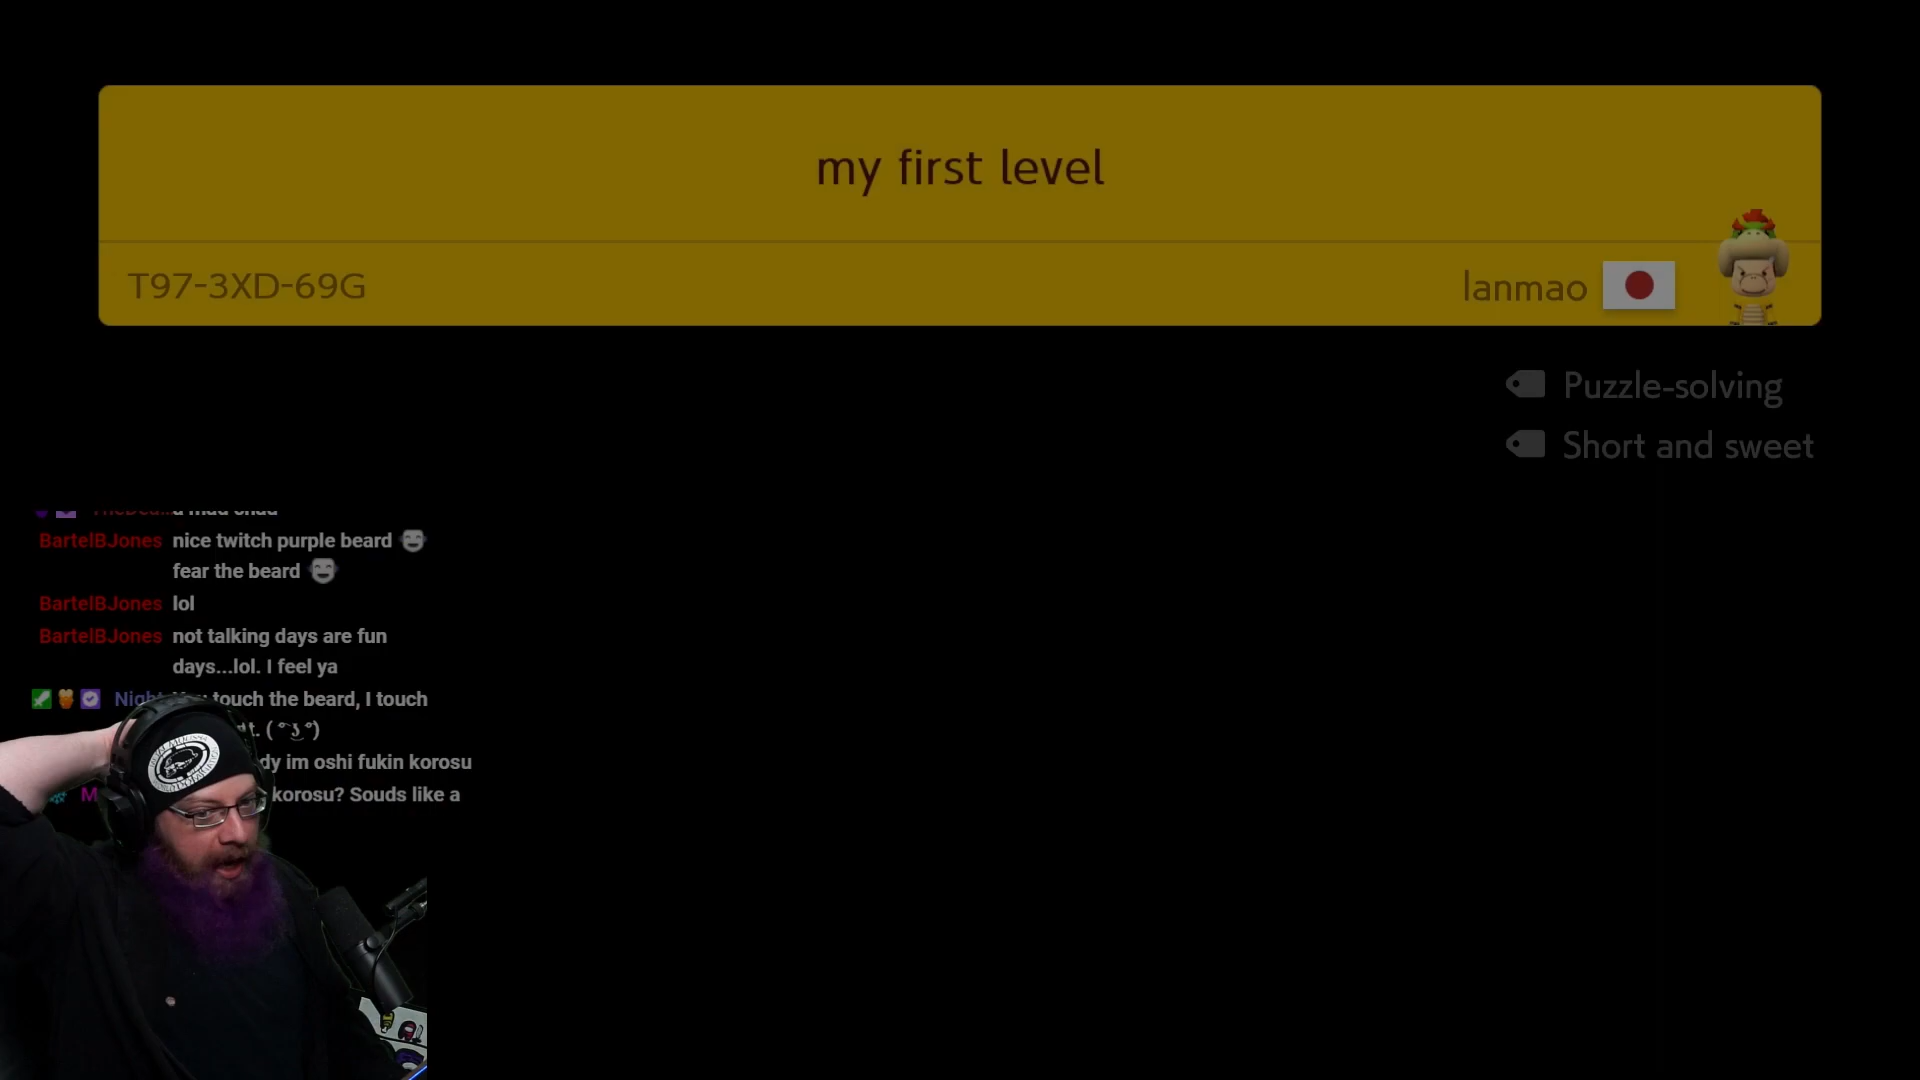 my first level
T97-3XD-69G
lanmao
Puzzle-solving
Short and sweet
BartelBJones nice twitch purple beard
fear the beard
BartelBJones lol
BartelBJones not talking days are fun
days...lol. I feel ya
touch the beard, I touch
im oshi fukin korosu
korosu? Souds like a